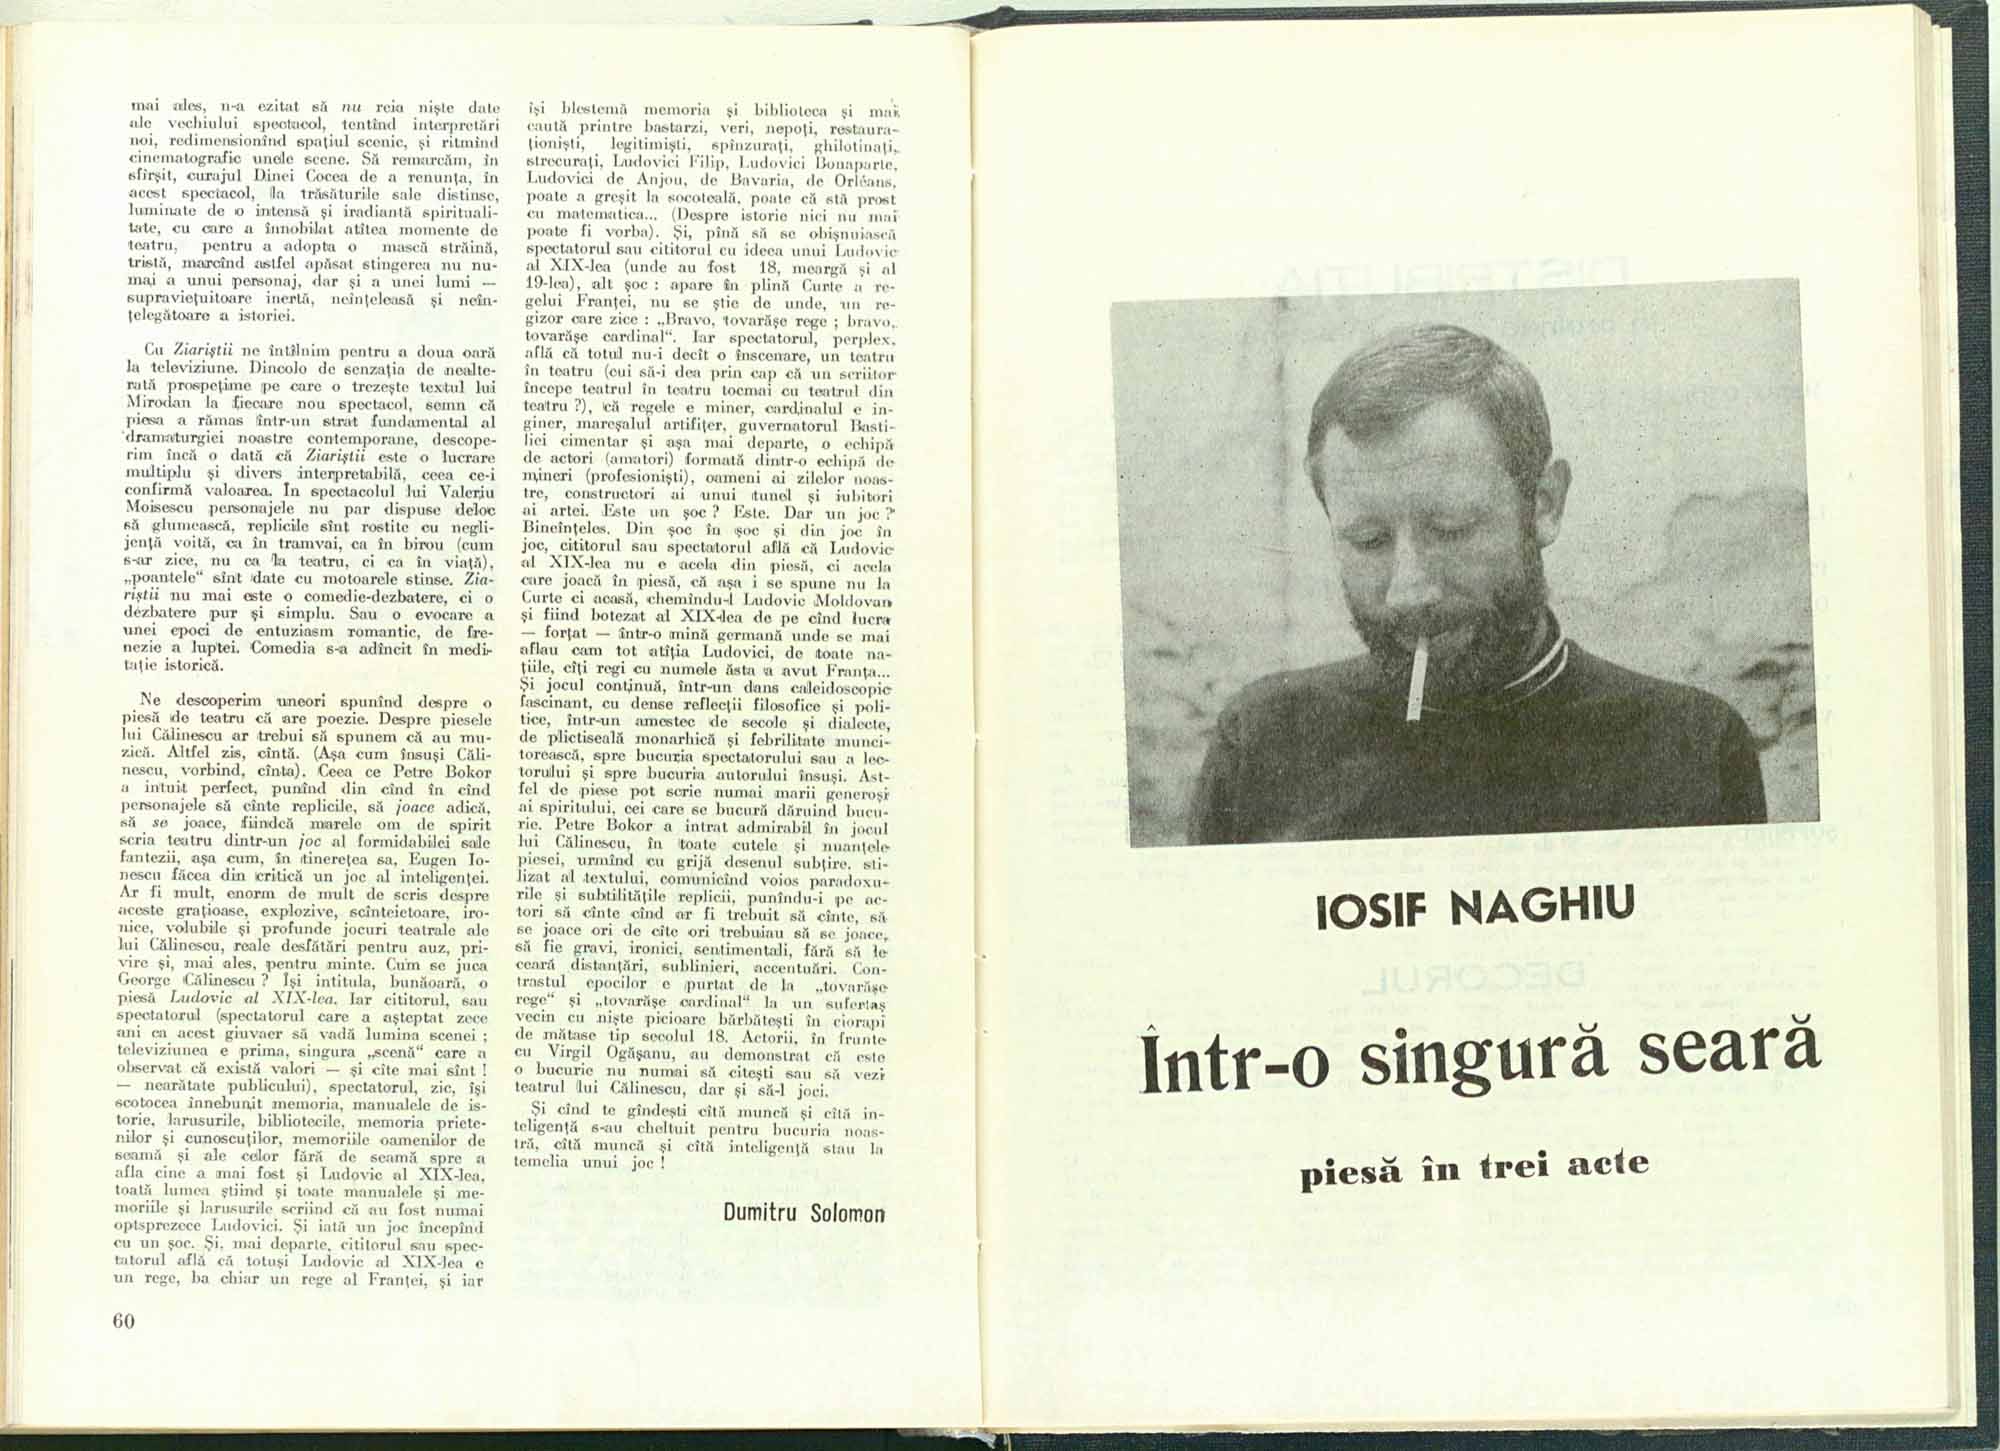 mai ales, n-a ezitat să nu reia niște date
ale vechiului spectacol, tentînd interpretări
noi, redimensionînd spațiul scenic, și ritmînd
cinematografic unele scene. Să remarcăm, în
sfîrșit, curajul Dinei Cocea de a renunța, în
acest spectacol, la trăsăturile sale distinse,
luminate de o intensă și iradiantă spirituali-
tate, cu care a înnobilat atîtea momente de
teatru, pentru a adopta o mască străină,
tristă, marcînd astfel apăsat stingerea nu nu-
mai a unui personaj, dar și a unei lumi —
supraviețuitoare inertă, neînțeleasă și neîn-
țelegătoare a istoriei.
Cu Ziariștii ne întîlnim pentru a doua oară
la televiziune. Dincolo de senzația de nealte-
rată prospețime pe care o trezește textul lui
Mirodan la fiecare nou spectacol, semn că
piesa a rămas într-un strat fundamental al
dramaturgiei noastre contemporane, descope-
rim încă o dată că Ziariștii este o lucrare
multiplu și divers interpretabilă, ceea ce-i
confirmă valoarea. In spectacolul lui Valeriu
Moisescu personajele nu par dispuse deloc
să glumească, replicile sînt rostite cu negli-
jență voită, ca în tramvai, ca în birou (cum
s-ar zice, nu ca la teatru, ci ca în viață),
„poantele“ sînt date cu motoarele stinse. Zia-
riștii nu mai este o comedie-dezbatere, ci o
dezbatere pur și simplu. Sau o evocare a
unei epoci de entuziasm romantic, de fre-
nezie a luptei. Comedia s-a adîncit în medi-
tație istorică.
Ne descoperim uneori spunînd despre o
piesă de teatru că are poezie. Despre piesele
lui Călinescu ar trebui să spunem că au mu-
zică. Altfel zis, cîntă. (Așa cum însuși Căli-
nescu, vorbind, cînta). Ceea ce Petre Bokor
a intuit perfect, punînd din cînd în cînd
personajele să cînte replicile, să joace adică,
să se joace, fiindcă marele om de spirit
scria teatru dintr-un joc al formidabilei sale
fantezii, așa cum, în tinerețea sa, Eugen Io-
nescu făcea din critică un joc al inteligenței.
Ar fi mult, enorm de mult de scris despre
aceste grațioase, explozive, scînteietoare, iro-
nice, volubile și profunde jocuri teatrale ale
lui Călinescu, reale desfătări pentru auz, pri-
vire și, mai ales, pentru minte. Cum se juca
George Călinescu ? Iși intitula, bunăoară, o
piesă Ludovic al XIX-lea. Iar cititorul, sau
spectatorul (spectatorul care a așteptat zece
ani ca acest giuvaer să vadă lumina scenei ;
televiziunea e prima, singura „scenă“ care a
observat că există valori — și cîte mai sînt !
— nearătate publicului), spectatorul, zic, își
scotocea înnebunit memoria, manualele de is-
torie, larusurile, bibliotecile, memoria priete-
nilor și cunoscuților, memoriile oamenilor de
seamă și ale celor fără de seamă spre a
afla cine a mai fost și Ludovic al XIX-lea,
toată lumea știind și toate manualele și me-
moriile și larusurile scriind că au fost numai
optsprezece Ludovici. Și iată un joc începînd
cu un șoc. Și, mai departe, cititorul sau spec-
tatorul află că totuși Ludovic al XIX-lea e
un rege, ba chiar un rege al Franței, și iar
60
își blestemă memoria și biblioteca și mai
caută printre bastarzi, veri, nepoți, restaura-
ționiști, legitimiști, spînzurați, ghilotinați,
strecurați, Ludovici Filip, Ludovici Bonaparte,
Ludovici de Anjou, de Bavaria, de Orléans,
poate a greșit la socoteală, poate că stă prost
cu matematica... (Despre istorie nici nu mai
poate fi vorba). Și, pînă să se obișnuiască
spectatorul sau cititorul cu ideea unui Ludovic
al XIX-lea (unde au fost 18, meargă și al
19-lea), alt șoc : apare în plină Curte a re-
gelui Franței, nu se știe de unde, un re-
gizor care zice : „Bravo, tovarășe rege ; bravo,
tovarășe cardinal“. Iar spectatorul, perplex,
află că totul nu-i decît o înscenare, un teatru
în teatru (cui să-i dea prin cap că un scriitor
începe teatrul în teatru tocmai cu teatrul din
teatru ?), că regele e miner, cardinalul e in-
giner, mareșalul artifițer, guvernatorul Basti-
liei cimentar și așa mai departe, o echipă
de actori (amatori) formată dintr-o echipă de
mineri (profesioniști), oameni ai zilelor noas-
tre, constructori ai unui tunel și iubitori
ai artei. Este un șoc ? Este. Dar un joc ?
Bineînțeles. Din șoc în șoc și din joc în
joc, cititorul sau spectatorul află că Ludovic
al XIX-lea nu e acela din piesă, ci acela
care joacă în piesă, că așa i se spune nu la
Curte ci acasă, chemîndu-l Ludovic Moldovan
și fiind botezat al XIX-lea de pe cînd lucra
— forțat — într-o mină germană unde se mai
aflau cam tot atîția Ludovici, de toate na-
țiile, cîți regi cu numele ăsta a avut Franța...
Și jocul continuă, într-un dans caleidoscopic
fascinant, cu dense reflecții filosofice și poli-
tice, într-un amestec de secole și dialecte,
de plictiseală monarhică și febrilitate munci-
torească, spre bucuria spectatorului sau a lec-
torului și spre bucuria autorului însuși. Ast-
fel de piese pot scrie numai marii generoși
ai spiritului, cei care se bucură dăruind bucu-
rie. Petre Bokor a intrat admirabil în jocul
lui Călinescu, în toate cutele și nuanțele
piesei, urmînd cu grijă desenul subțire, sti-
lizat al textului, comunicînd voios paradoxu-
rile și subtilitățile replicii, punîndu-i pe ac-
tori să cînte cînd ar fi trebuit să cînte, să
se joace ori de cîte ori trebuiau să se joace,
să fie gravi, ironici, sentimentali, fără să le
ceară distanțări, sublinieri, accentuări. Con-
trastul epocilor e purtat de la „tovarășe
rege“ și „tovarășe cardinal“ la un sufertaș
vecin cu niște picioare bărbătești în ciorapi
de mătase tip secolul 18. Actorii, în frunte
cu Virgil Ogășanu, au demonstrat că este
o bucurie nu numai să citești sau să vezi
teatrul lui Călinescu, dar și să-l joci.
Și cînd te gîndești cîtă muncă și cîtă in-
teligență s-au cheltuit pentru bucuria noas-
tră, cîtă muncă și cîtă inteligență stau la
temelia unui joc !
Dumitru Solomon
IOSIF NAGHIU
Într-o singură seară
piesă în trei acte